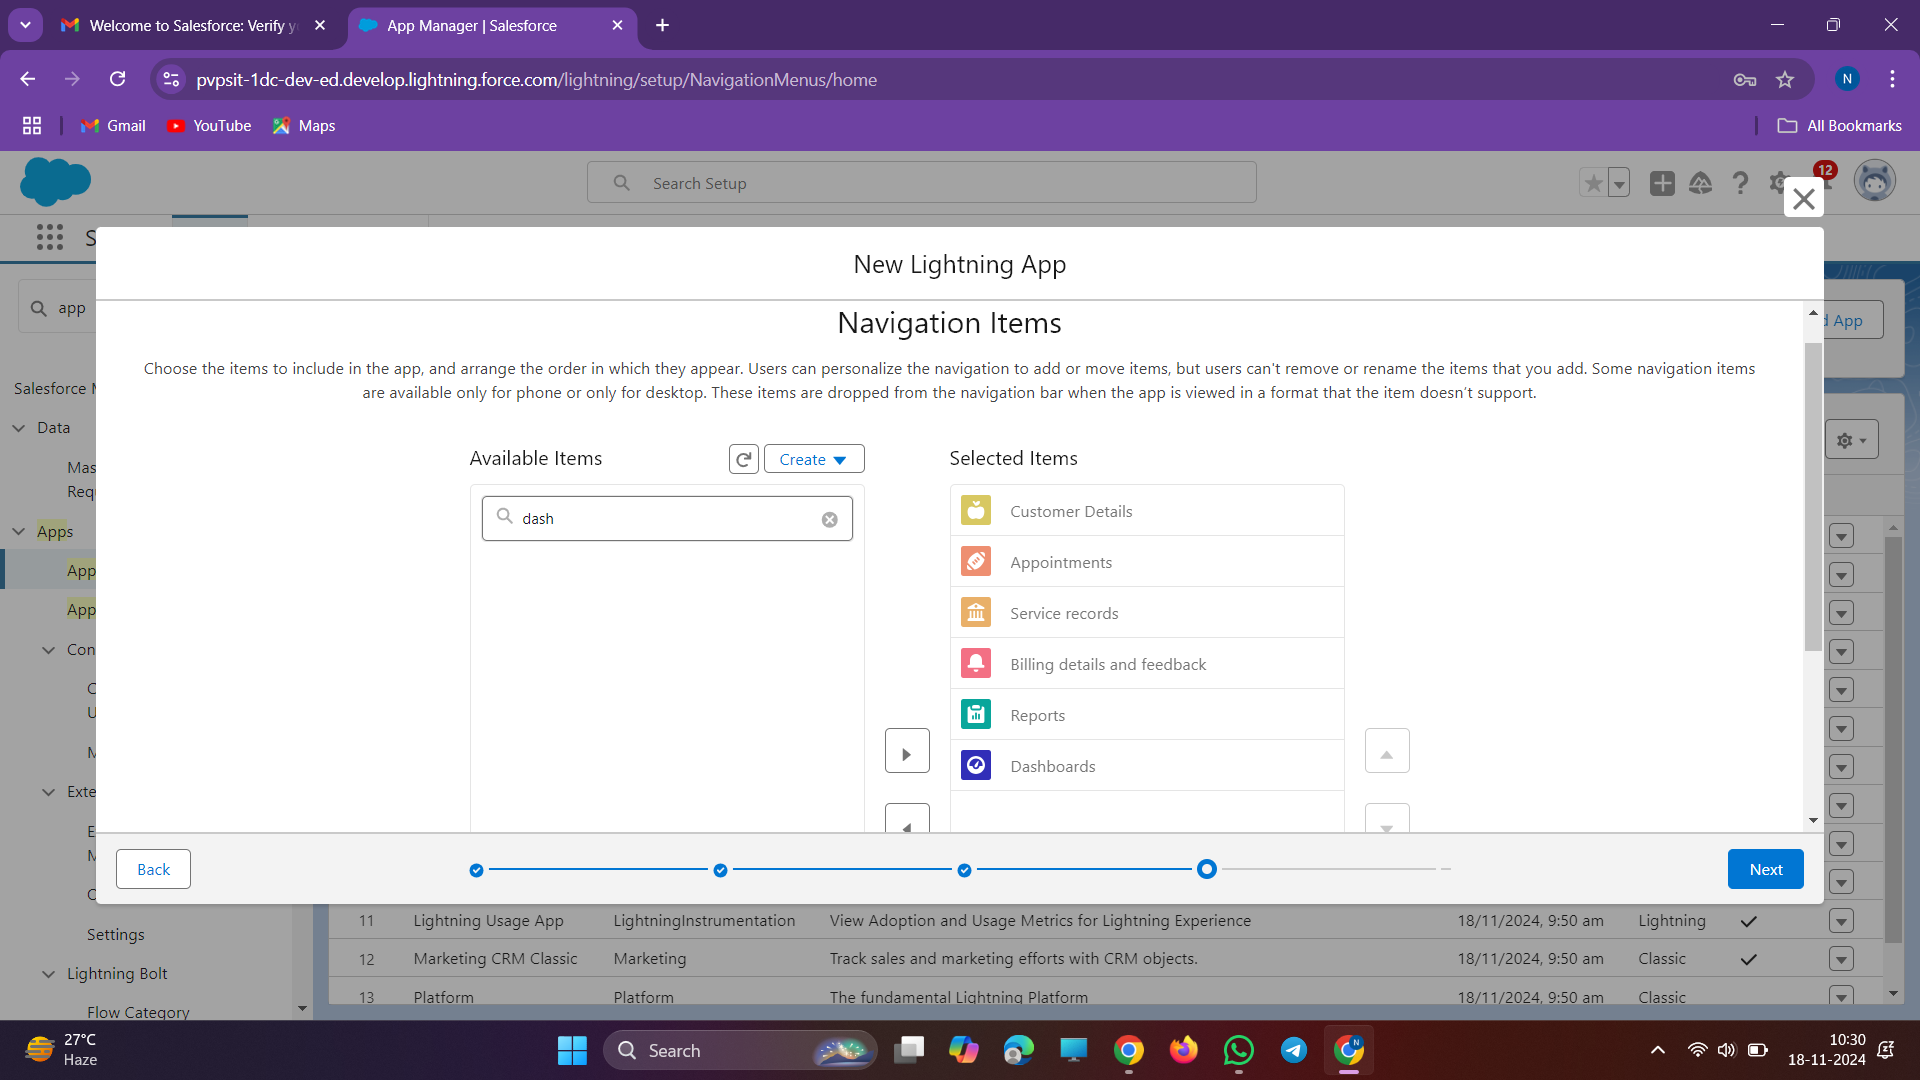 Welcome to Salesforce: Verify yo
App Manager | Salesforce
pvpsit-1dc-dev-ed.develop.lightning.force.com/lightning/setup/NavigationMenus/home
N
Gmail
YouTube
Maps
All Bookmarks
Search Setup
12
S
New Lightning App
app
d App
Navigation Items
Choose the items to include in the app, and arrange the order in which they appear. Users can personalize the navigation to add or move items, but users can't remove or rename the items that you add. Some navigation items
are available only for phone or only for desktop. These items are dropped from the navigation bar when the app is viewed in a format that the item doesn't support.
Salesforce M
Data
Mas
Requ
Apps
App
App
Con
C
U
M
Exte
E
M
C
Available Items
Create
Selected Items
dash
Customer Details
Appointments
Service records
Billing details and feedback
Reports
Dashboards
Back
Next
11 Lightning Usage App LightningInstrumentation View Adoption and Usage Metrics for Lightning Experience 18/11/2024, 9:50 am Lightning
Settings
12 Marketing CRM Classic Marketing Track sales and marketing efforts with CRM objects. 18/11/2024, 9:50 am Classic
Lightning Bolt
13 Platform Platform The fundamental Lightning Platform 18/11/2024, 9:50 am Classic
Flow Category
27°C
Haze
Search
N
10:30
18-11-2024